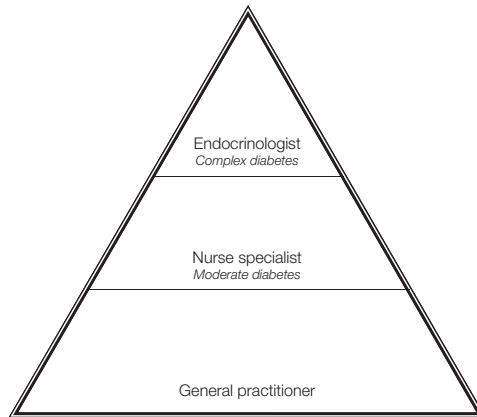 Endocrinologist
Complex diabetes
Nurse specialist
Moderate diabetes
General practitioner